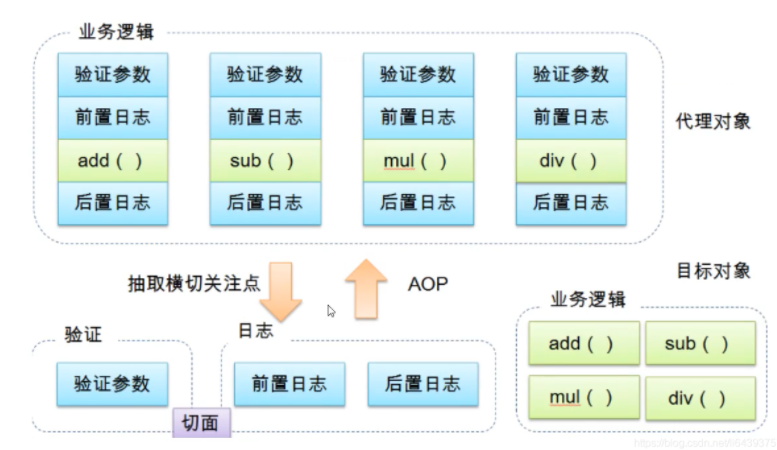 业务逻辑
验证参数 验证参数 验证参数 验证参数
前置日志 前置日志 前置日志 前置日志
代理对象
add（ ） sub（ ） mul（ ） div（ ）
后置日志 后置日志 后置日志 后置日志
抽取横切关注点
AOP
目标对象
业务逻辑
验证
日志
add（ ） sub（ ）
验证参数 前置日志 后置日志
mul（ ） div（ ）
切面